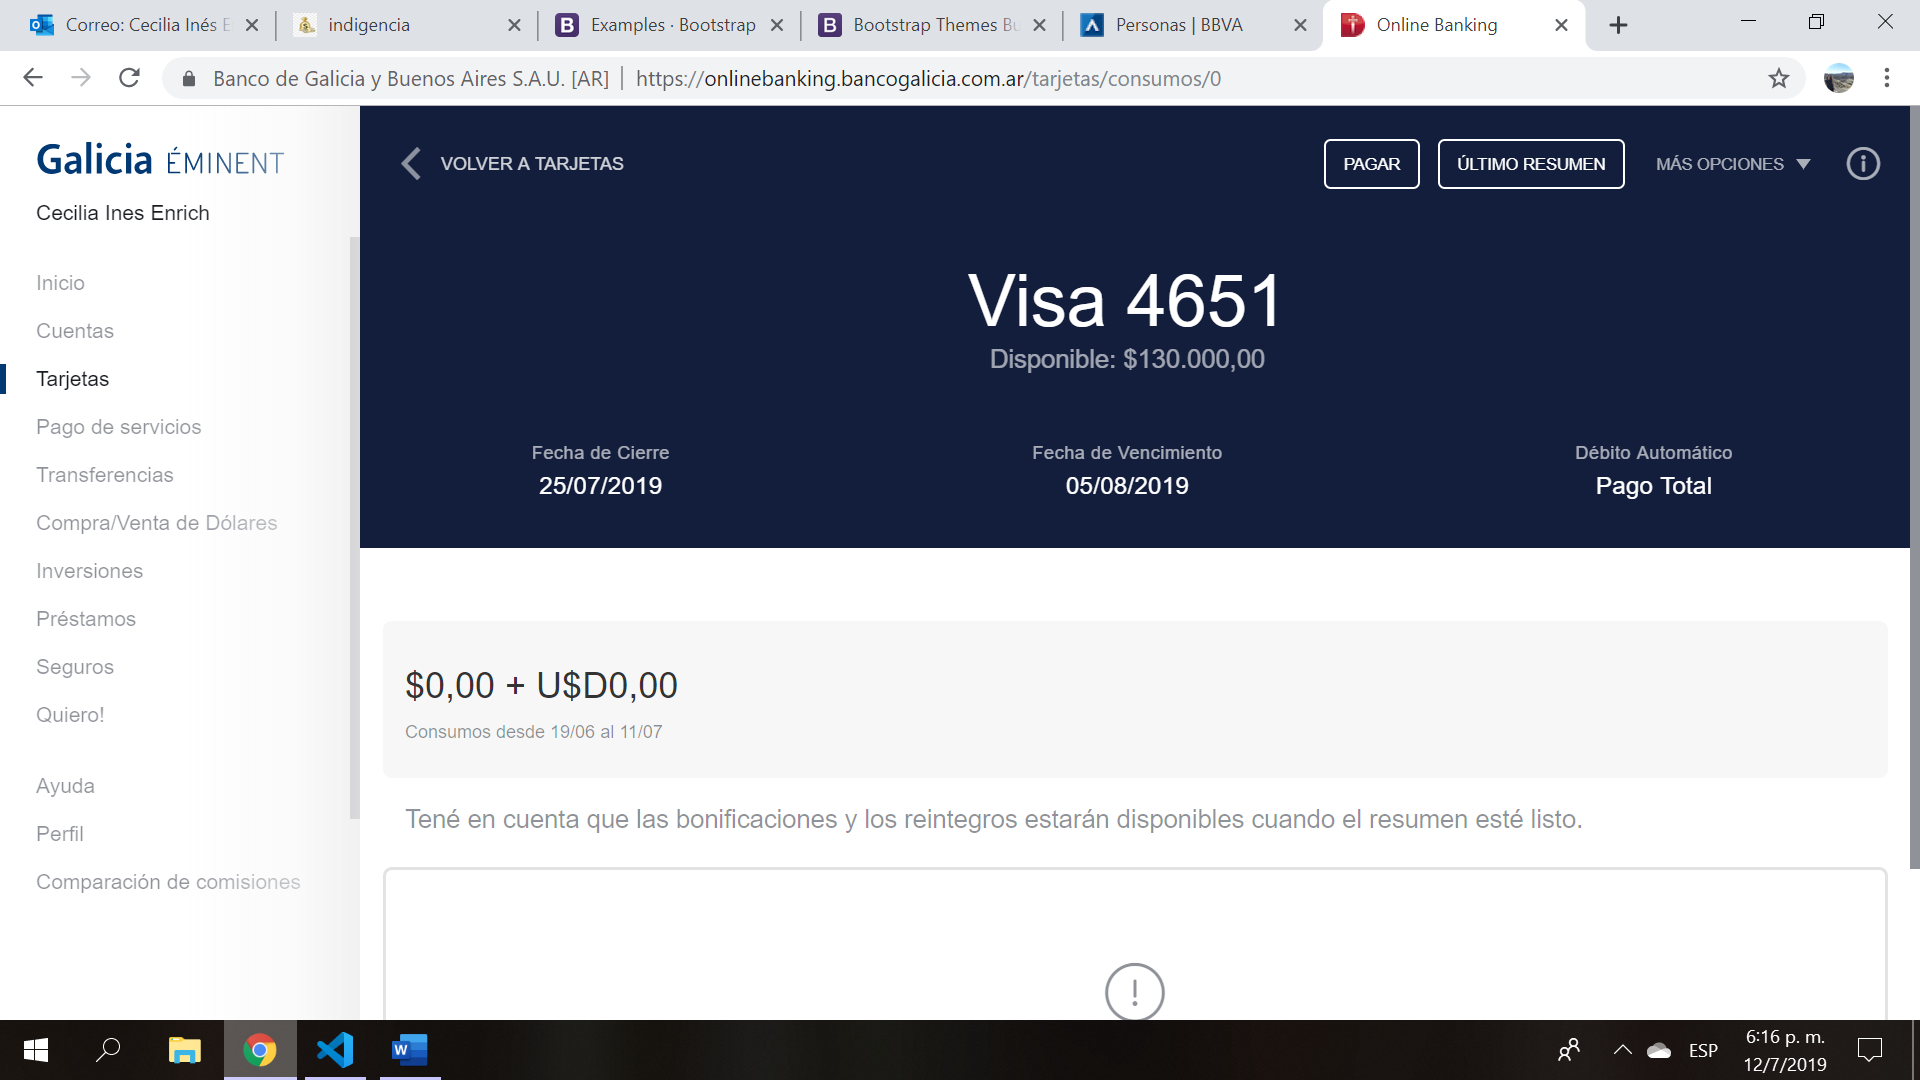 Correo: Cecilia Inés E
indigencia
Examples · Bootstrap
Bootstrap Themes Bu
Personas | BBVA
Online Banking
Banco de Galicia y Buenos Aires S.A.U. [AR] | https://onlinebanking.bancogalicia.com.ar/tarjetas/consumos/0
Galicia ÉMINENT
Cecilia Ines Enrich
Inicio
Cuentas
Tarjetas
Pago de servicios
Transferencias
Compra/Venta de Dólares
Inversiones
Préstamos
Seguros
Quiero!
Ayuda
Perfil
Comparación de comisiones
VOLVER A TARJETAS
PAGAR
ÚLTIMO RESUMEN
MÁS OPCIONES
Visa 4651
Disponible: $130.000,00
Fecha de Cierre
25/07/2019
Fecha de Vencimiento
05/08/2019
Débito Automático
Pago Total
$0,00 + U$D0,00
Consumos desde 19/06 al 11/07
Tené en cuenta que las bonificaciones y los reintegros estarán disponibles cuando el resumen esté listo.
ESP
6:16 p. m.
12/7/2019